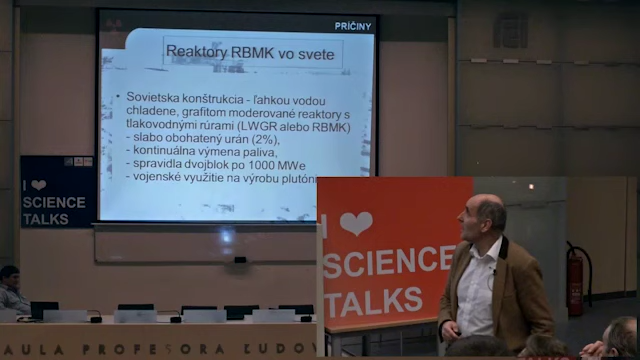 PRÍČINY
Reaktory RBMK vo svete
• Sovietska konštrukcia - ľahkou vodou
chladene, grafitom moderované reaktory s
tlakovodnými rúrami (LWGR alebo RBMK)
- slabo obohatený urán (2%),
- kontinuálna výmena paliva,
- spravidla dvojblok po 1000 MWe
- vojenské využitie na výrobu plutóni
I ❤
SCIENCE
TALKS
I ❤
SCIENCE
TALKS
AULA PROFESORA ĽUDOV